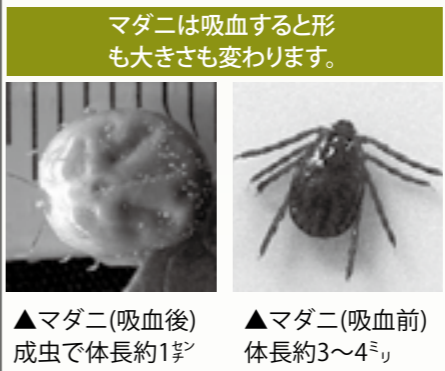 マダニは吸血すると形
も大きさも変わります。
▲マダニ(吸血後)
成虫で体長約1㌢
▲マダニ(吸血前)
体長約3〜4㍉